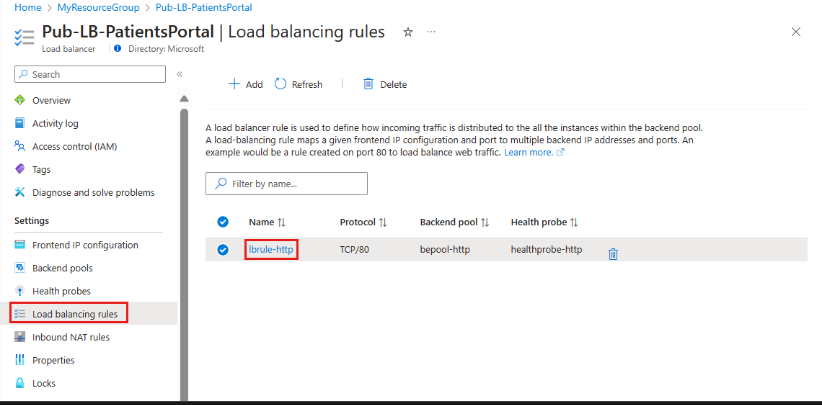 Home > MyResourceGroup > Pub-LB-PatientsPortal
Pub-LB-PatientsPortal | Load balancing rules
Load balancer
Directory: Microsoft
Search
Overview
Activity log
Access control (IAM)
Tags
Diagnose and solve problems
Settings
Frontend IP configuration
Backend pools
Health probes
Load balancing rules
Inbound NAT rules
Properties
Locks
Add Refresh Delete
A load balancer rule is used to define how incoming traffic is distributed to the all the instances within the backend pool.
A load-balancing rule maps a given frontend IP configuration and port to multiple backend IP addresses and ports. An
example would be a rule created on port 80 to load balance web traffic. Learn more.
Filter by name...
Name Protocol Backend pool Health probe
lbrule-http TCP/80 bepool-http healthprobe-http